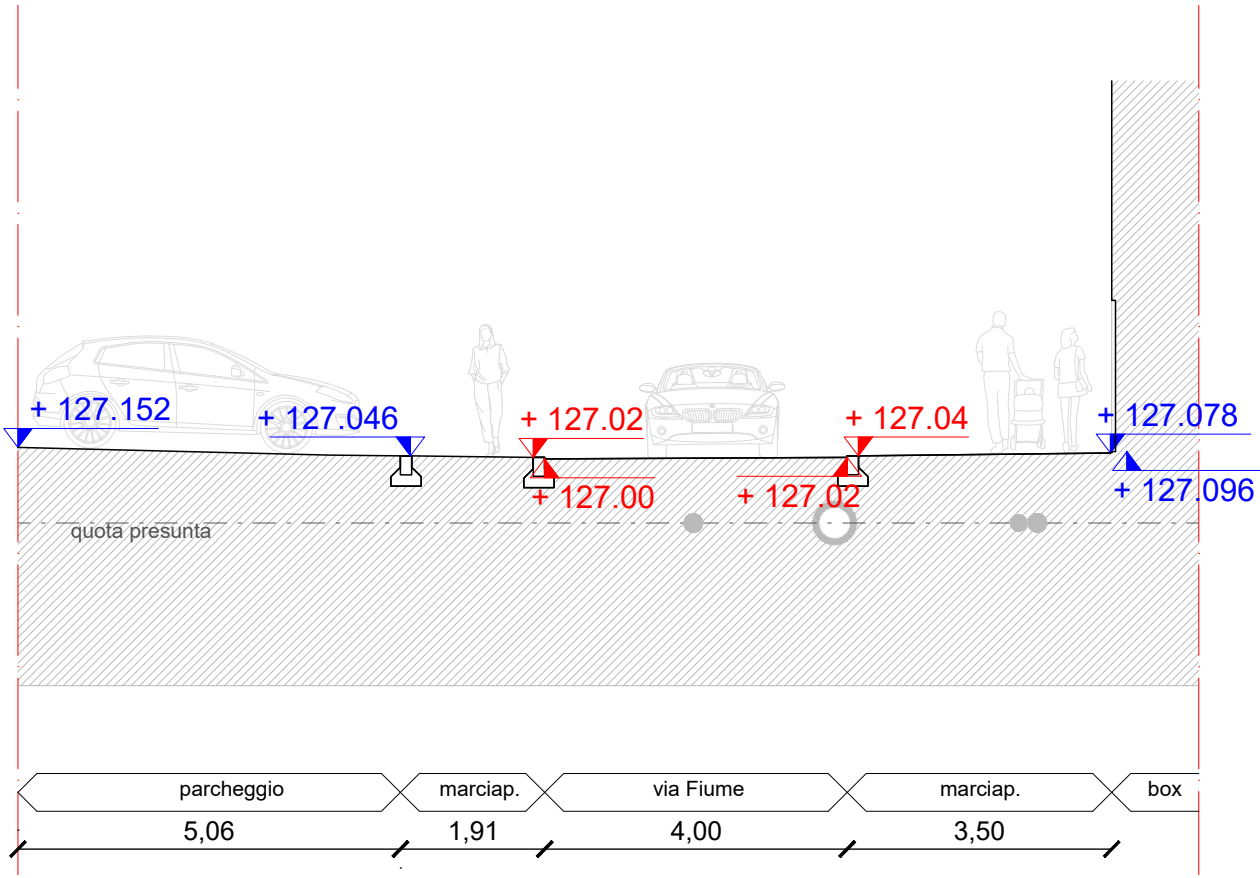 + 127.152
+ 127.046
+ 127.02
+ 127.04
+ 127.078
+ 127.00
+ 127.02
+ 127.096
quota presunta
parcheggio
marciap.
via Fiume
marciap.
box
5,06
1,91
4,00
3,50